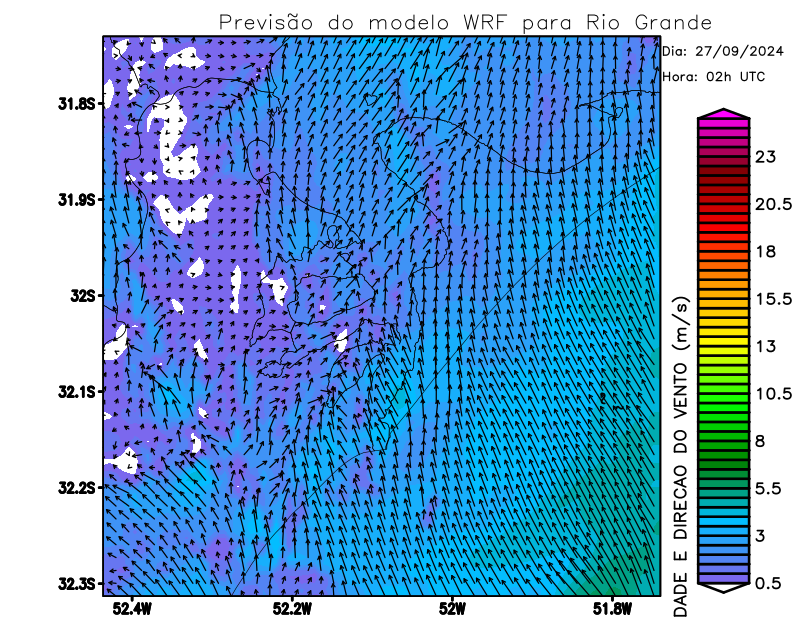 Previsão do modelo WRF para Rio Grande
Dia: 27/09/2024
Hora: 02h UTC
31.8S
31.9S
32S
32.1S
32.2S
32.3S
52.4W
52.2W
52W
51.8W
23
20.5
18
15.5
13
10.5
8
5.5
3
0.5
DADE E DIRECAO DO VENTO (m/s)